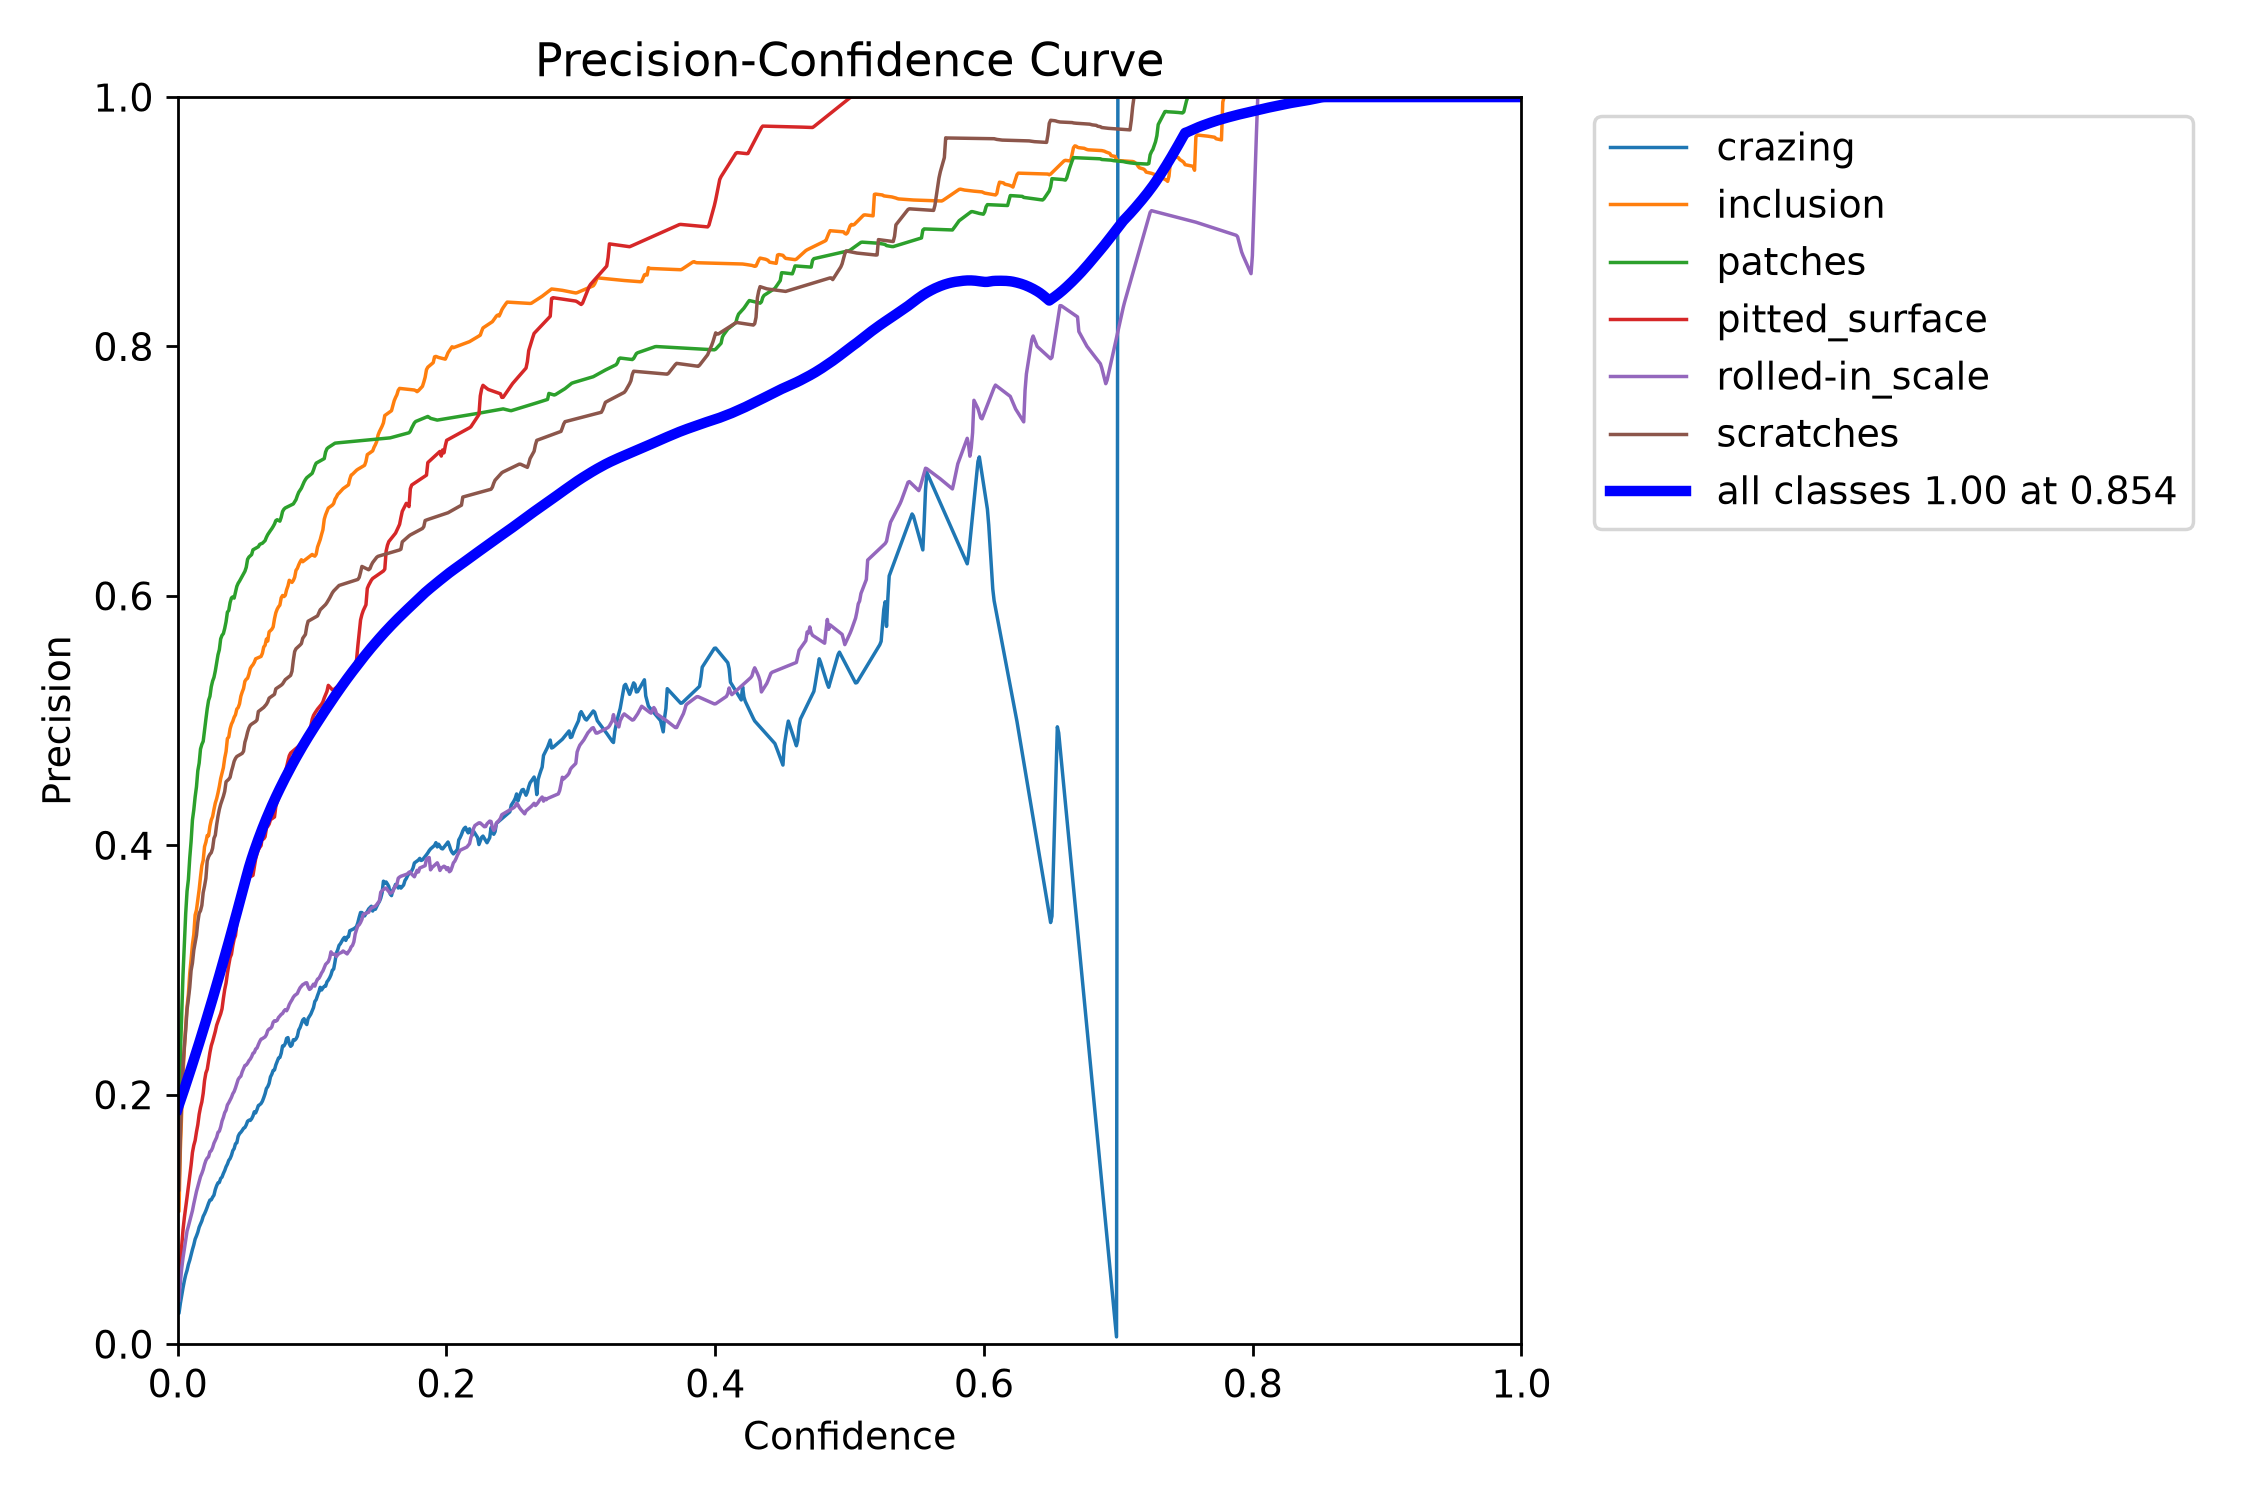 Precision-Confidence Curve
1.0
0.8
0.6
0.4
0.2
0.0
Precision
0.0 0.2 0.4 0.6 0.8 1.0
Confidence
crazing
inclusion
patches
pitted_surface
rolled-in_scale
scratches
all classes 1.00 at 0.854